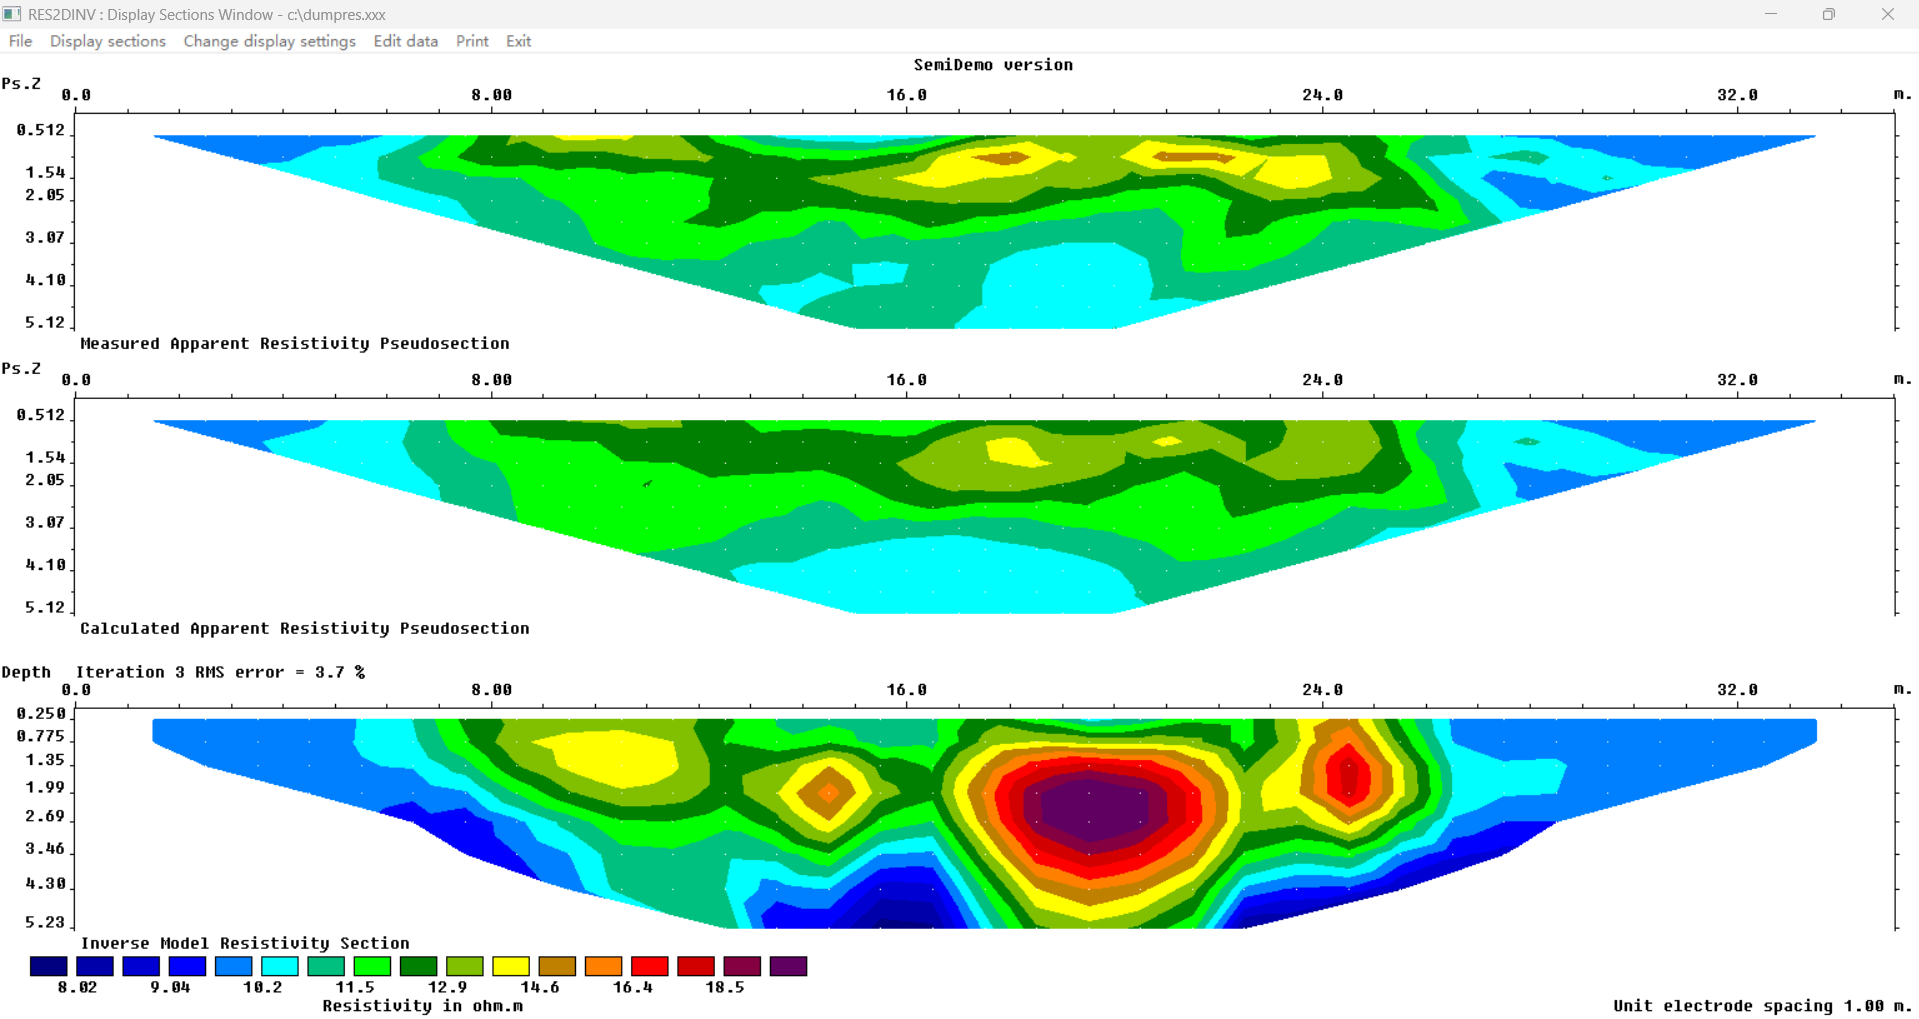 RES2DINV : Display Sections Window - c:\dumpres.xxx
File Display sections Change display settings Edit data Print Exit
SemiDemo version
Ps.Z
0.0 8.00 16.0 24.0 32.0 m.
0.512
1.54
2.05
3.07
4.10
5.12
Measured Apparent Resistivity Pseudosection
Ps.Z
0.0 8.00 16.0 24.0 32.0 m.
0.512
1.54
2.05
3.07
4.10
5.12
Calculated Apparent Resistivity Pseudosection
Depth Iteration 3 RMS error = 3.7 %
0.0 8.00 16.0 24.0 32.0 m.
0.250
0.775
1.35
1.99
2.69
3.46
4.30
5.23
Inverse Model Resistivity Section
8.02 9.04 10.2 11.5 12.9 14.6 16.4 18.5
Resistivity in ohm.m
Unit electrode spacing 1.00 m.